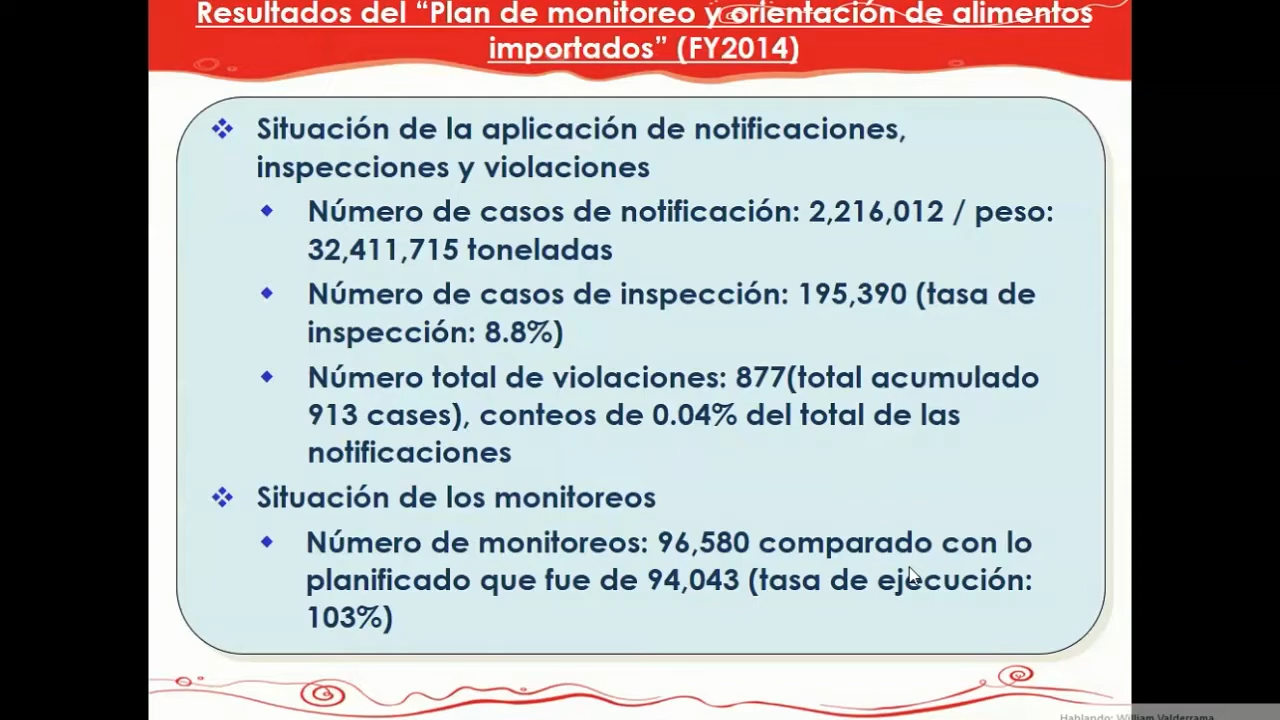 Resultados del “Plan de monitoreo y orientación de alimentos
importados” (FY2014)
Situación de la aplicación de notificaciones,
inspecciones y violaciones
Número de casos de notificación: 2,216,012 / peso:
32,411,715 toneladas
Número de casos de inspección: 195,390 (tasa de
inspección: 8.8%)
Número total de violaciones: 877(total acumulado
913 cases), conteos de 0.04% del total de las
notificaciones
Situación de los monitoreos
Número de monitoreos: 96,580 comparado con lo
planificado que fue de 94,043 (tasa de ejecución:
103%)
Hablando: William Valderrama